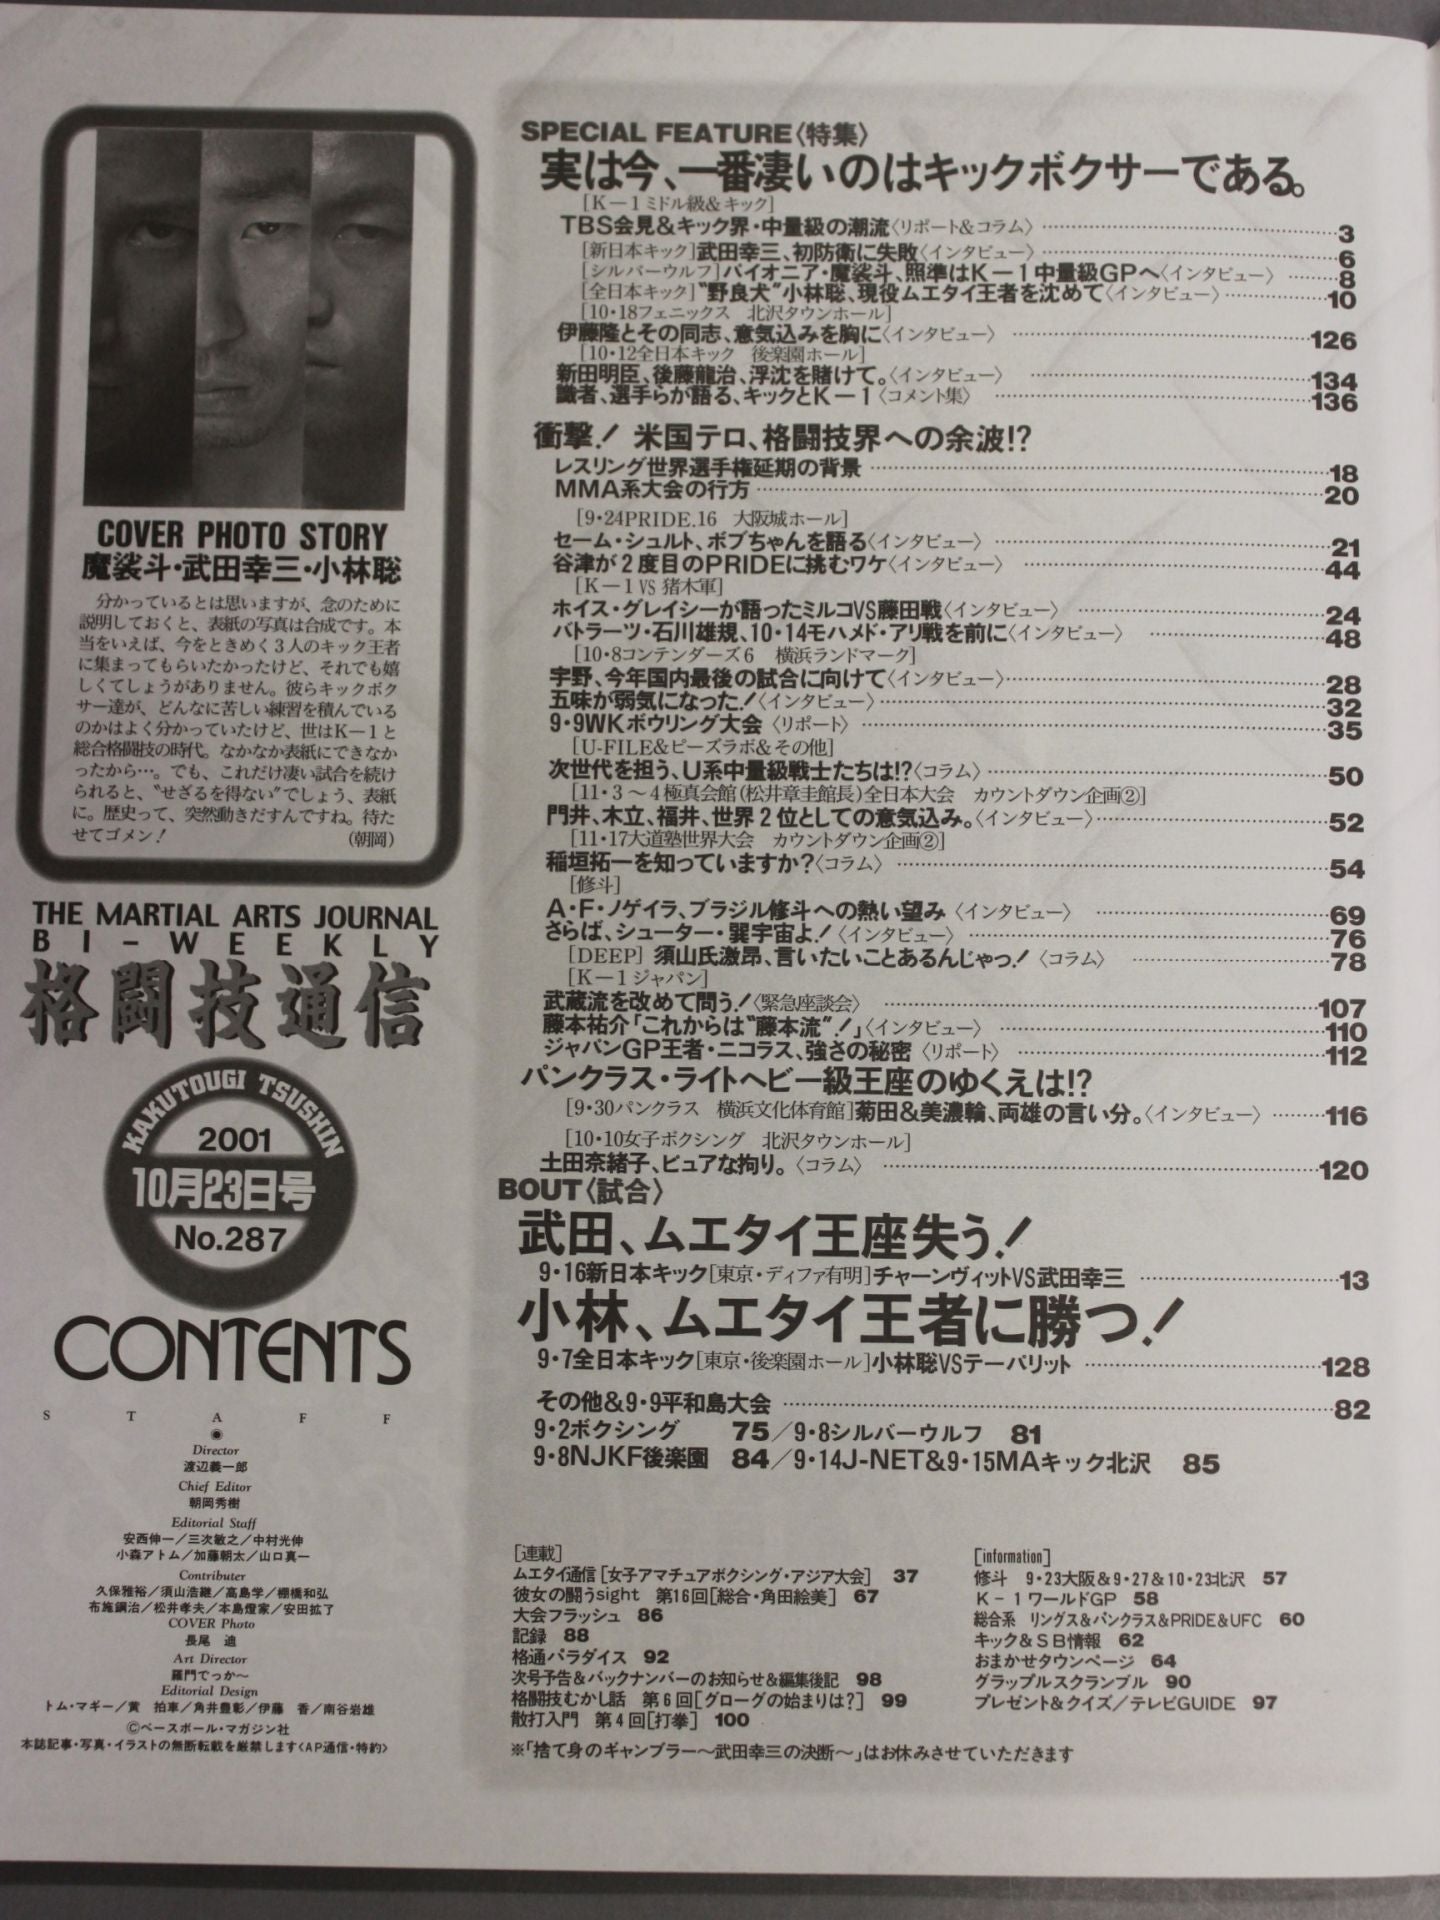 COVER PHOTO STORY
魔裟斗・武田幸三・小林聡
分かっているとは思いますが、念のために
説明しておくと、表紙の写真は合成です。本
当をいえば、今をときめく３人のキック王者
に集まってもらいたかったけど、それでも嬉
しくてしょうがありません。彼らキックボク
サー達が、どんなに苦しい練習を積んでいる
のかはよく分かっていたけど、世はK－1と
総合格闘技の時代。なかなか表紙にできなか
ったから…。でも、これだけ凄い試合を続け
られると、“せざるを得ない”でしょう、表紙
に。歴史って、突然動きだすんですね。待た
せてゴメン！　（朝岡）
THE MARTIAL ARTS JOURNAL
BI-WEEKLY
格闘技通信
KAKUTOUGI TSUSHIN
2001
10月23日号
No.287
CONTENTS
STAFF
◉
Director
渡辺義一郎
Chief Editor
朝岡秀樹
Editorial Staff
安西伸一／三次敏之／中村光伸
小森アトム／加藤朝太／山口真一
Contributer
久保雅裕／須山浩継／高島学／棚橋和弘
布施鋼治／松井孝夫／本島燈家／安田拡了
COVER Photo
長尾　迪
Art Director
羅門でっか〜
Editorial Design
トム・マギー／黄　拍車／角井豊彰／伊藤　香／南谷岩雄
©ベースボール・マガジン社
本誌記事・写真・イラストの無断転載を厳禁します〈AP通信・特約〉
SPECIAL FEATURE〈特集〉
実は今、一番凄いのはキックボクサーである。
［K－1ミドル級&キック］
TBS会見&キック界・中量級の潮流〈リポート&コラム〉 3
［新日本キック］武田幸三、初防衛に失敗〈インタビュー〉 6
［シルバーウルフ］パイオニア・魔裟斗、照準はK－1中量級GPへ〈インタビュー〉 8
［全日本キック］“野良犬”小林聡、現役ムエタイ王者を沈めて〈インタビュー〉 10
［10・18フェニックス　北沢タウンホール］
伊藤隆とその同志、意気込みを胸に〈インタビュー〉 126
［10・12全日本キック　後楽園ホール］
新田明臣、後藤龍治、浮沈を賭けて。〈インタビュー〉 134
識者、選手らが語る、キックとK－1〈コメント集〉 136
衝撃！ 米国テロ、格闘技界への余波!?
レスリング世界選手権延期の背景 18
MMA系大会の行方 20
［9・24PRIDE.16　大阪城ホール］
セーム・シュルト、ボブちゃんを語る〈インタビュー〉 21
谷津が２度目のPRIDEに挑むワケ〈インタビュー〉 44
［K－1 VS 猪木軍］
ホイス・グレイシーが語ったミルコVS藤田戦〈インタビュー〉 24
バトラーツ・石川雄規、10・14モハメド・アリ戦を前に〈インタビュー〉 48
［10・8コンテンダーズ６　横浜ランドマーク］
宇野、今年国内最後の試合に向けて〈インタビュー〉 28
五味が弱気になった！〈インタビュー〉 32
9・9WKボウリング大会〈リポート〉 35
［U-FILE&ピーズラボ&その他］
次世代を担う、U系中量級戦士たちは!?〈コラム〉 50
［11・３〜４極真会館（松井章圭館長）全日本大会　カウントダウン企画②］
門井、木立、福井、世界２位としての意気込み。〈インタビュー〉 52
［11・17大道塾世界大会　カウントダウン企画②］
稲垣拓一を知っていますか？〈コラム〉 54
［修斗］
A・F・ノゲイラ、ブラジル修斗への熱い望み〈インタビュー〉 69
さらば、シューター・巽宇宙よ！〈インタビュー〉 76
［DEEP］須山氏激昂、言いたいことあるんじゃっ！〈コラム〉 78
［K－1ジャパン］
武蔵流を改めて問う！〈緊急座談会〉 107
藤本祐介「これからは“藤本流”！」〈インタビュー〉 110
ジャパンGP王者・ニコラス、強さの秘密〈リポート〉 112
パンクラス・ライトヘビー級王座のゆくえは!?
［9・30パンクラス　横浜文化体育館］菊田&美濃輪、両雄の言い分。〈インタビュー〉 116
［10・10女子ボクシング　北沢タウンホール］
土田奈緒子、ピュアな拘り。〈コラム〉 120
BOUT〈試合〉
武田、ムエタイ王座失う！
9・16新日本キック［東京・ディファ有明］チャーンヴィットVS武田幸三 13
小林、ムエタイ王者に勝つ！
9・7全日本キック［東京・後楽園ホール］小林聡VSテーパリット 128
その他&9・9平和島大会 82
9・2ボクシング 75／9・8シルバーウルフ 81
9・8NJKF後楽園 84／9・14J-NET&9・15MAキック北沢 85
［連載］
ムエタイ通信［女子アマチュアボクシング・アジア大会］ 37
彼女の闘うsight　第16回［総合・角田絵美］ 67
大会フラッシュ 86
記録 88
格通パラダイス 92
次号予告&バックナンバーのお知らせ&編集後記 98
格闘技むかし話　第６回［グローグの始まりは？］ 99
散打入門　第４回［打拳］ 100
［information］
修斗　9・23大阪&9・27&10・23北沢 57
K－1ワールドGP 58
総合系　リングス&パンクラス&PRIDE&UFC 60
キック&SB情報 62
おまかせタウンページ 64
グラップルスクランブル 90
プレゼント&クイズ／テレビGUIDE 97
※「捨て身のギャンブラー〜武田幸三の決断〜」はお休みさせていただきます